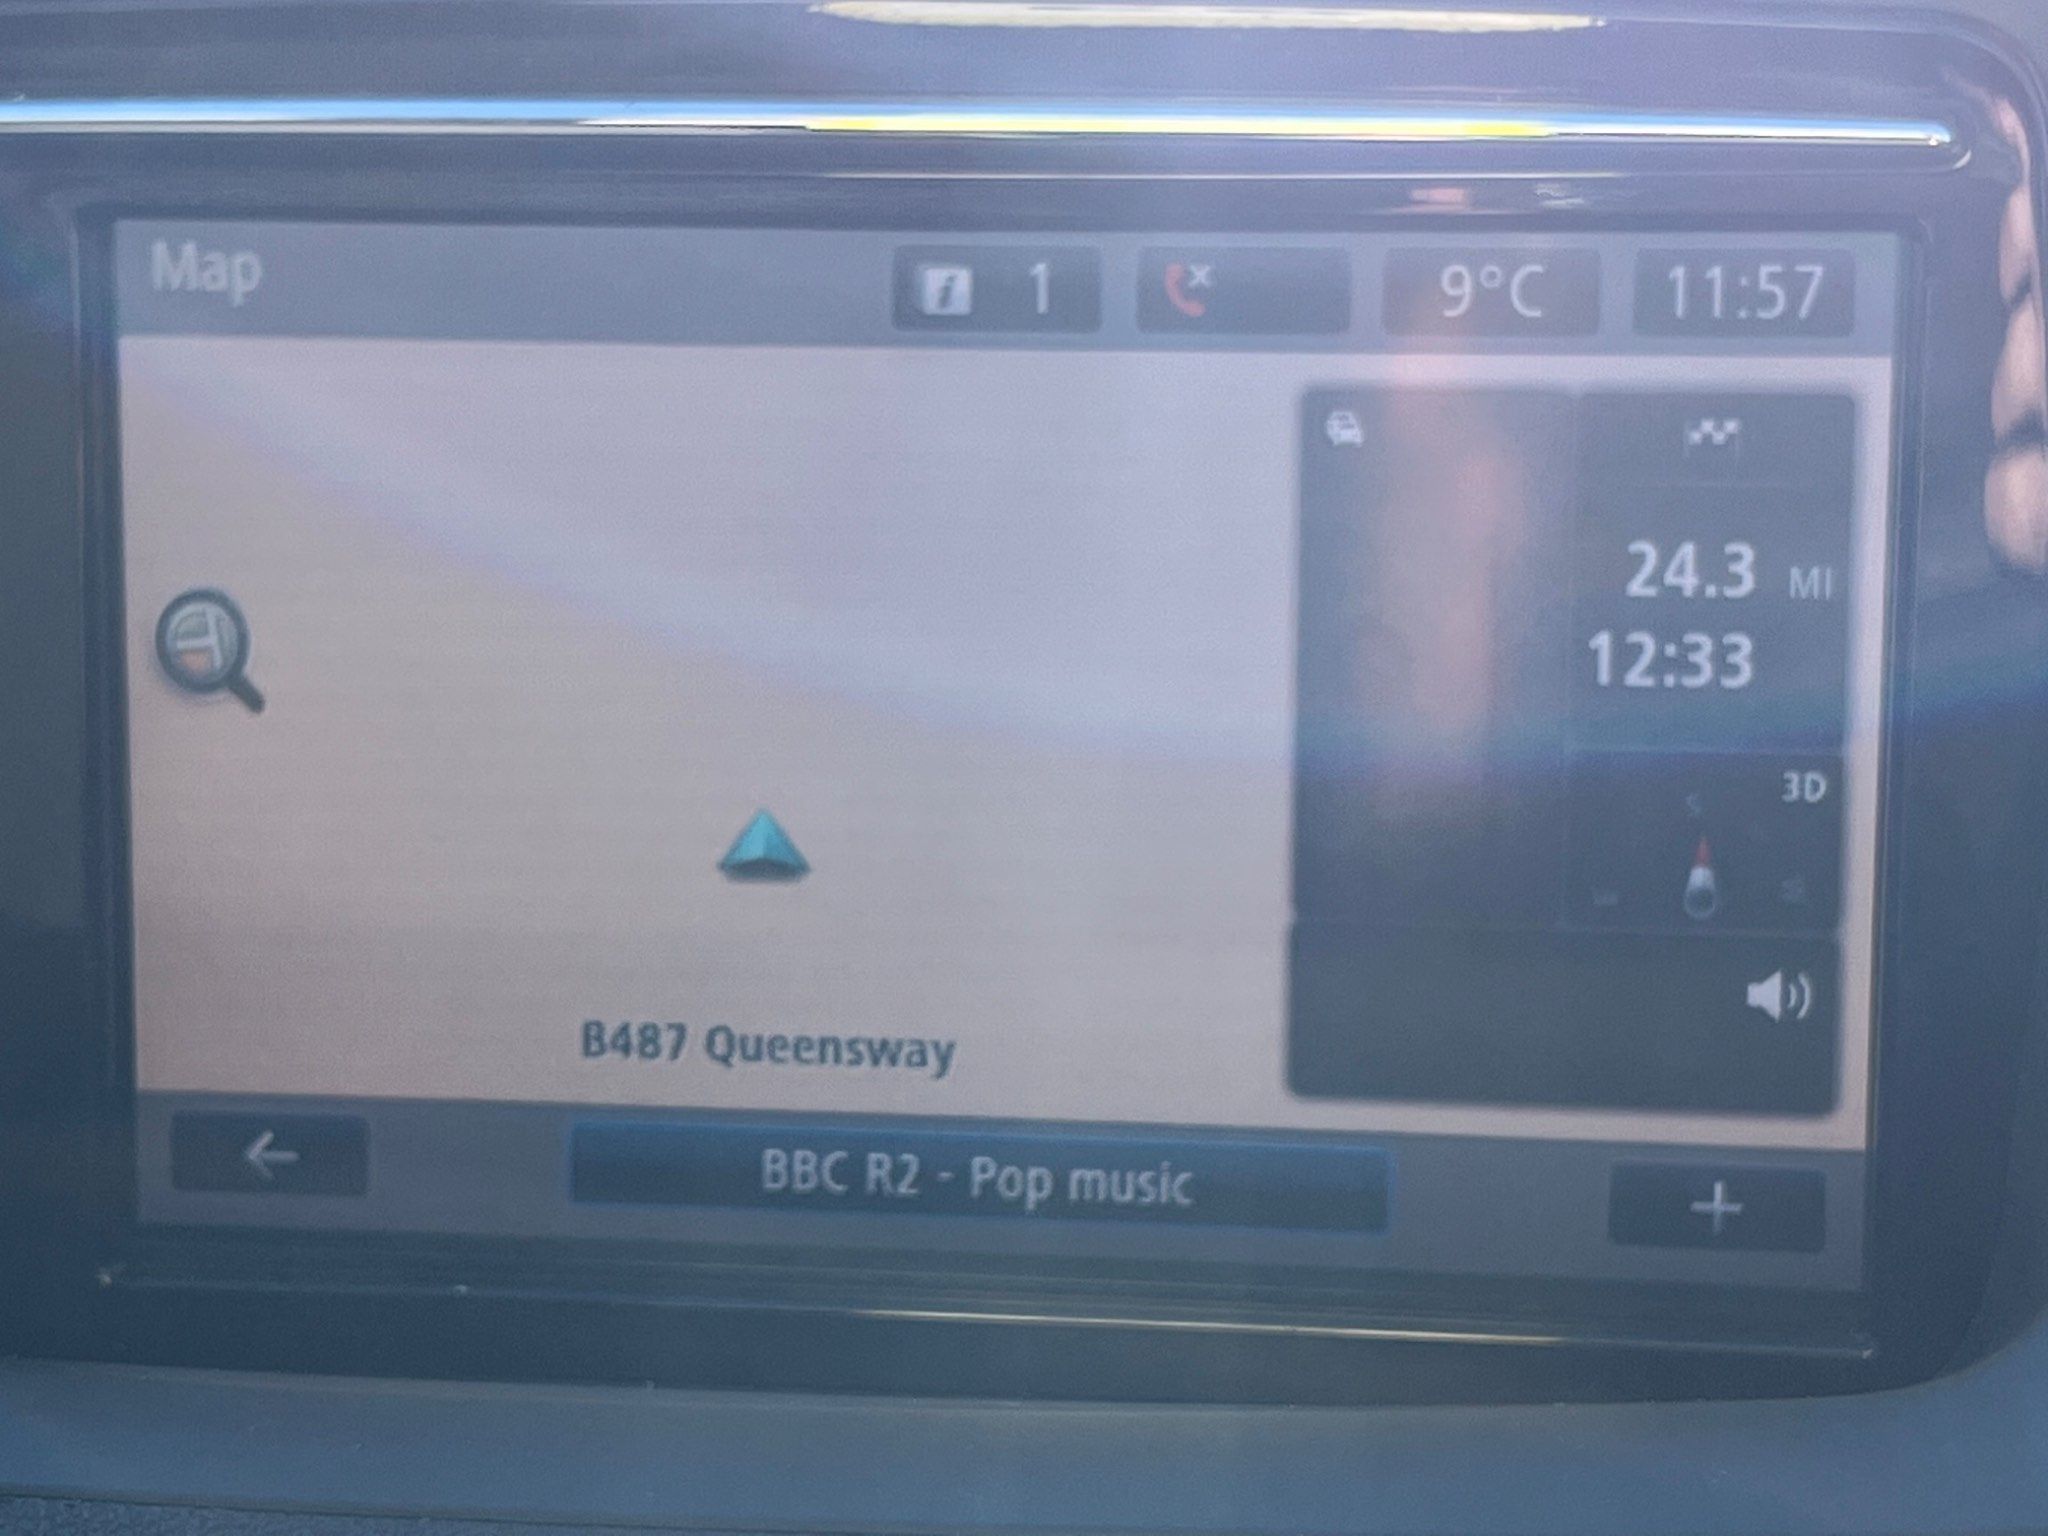 Map
i 1 9°C 11:57
24.3 MI
12:33
3D
S
B487 Queensway
BBC R2 - Pop music